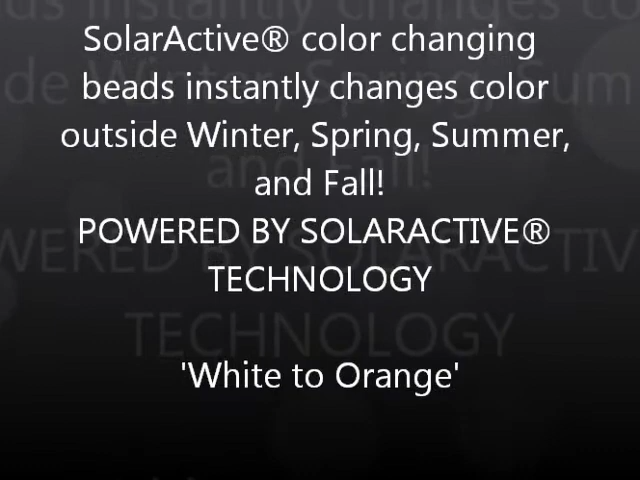 SolarActive® color changing
beads instantly changes color
outside Winter, Spring, Summer,
and Fall!
POWERED BY SOLARACTIVE®
TECHNOLOGY
'White to Orange'